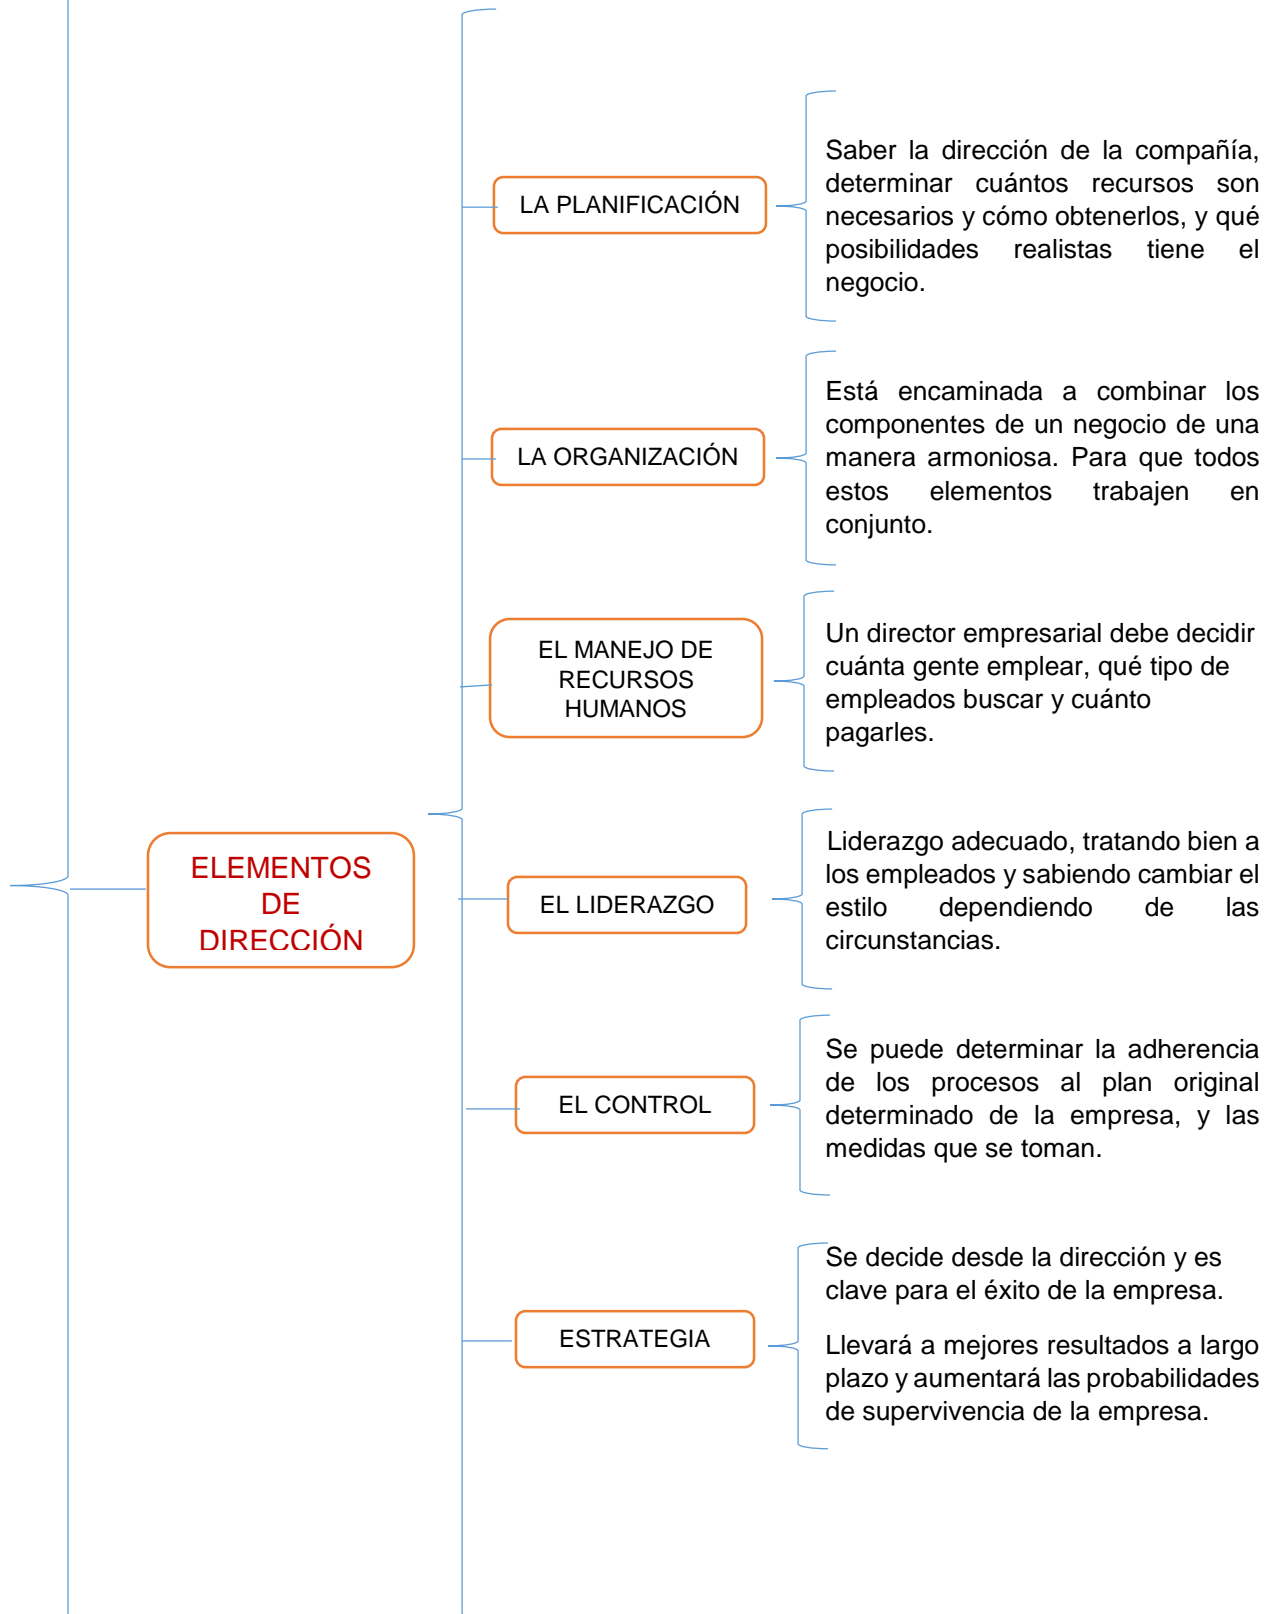 LA PLANIFICACIÓN
Saber la dirección de la compañía,
determinar cuántos recursos son
necesarios y cómo obtenerlos, y qué
posibilidades realistas tiene el
negocio.
LA ORGANIZACIÓN
Está encaminada a combinar los
componentes de un negocio de una
manera armoniosa. Para que todos
estos elementos trabajen en
conjunto.
EL MANEJO DE
RECURSOS
HUMANOS
Un director empresarial debe decidir
cuánta gente emplear, qué tipo de
empleados buscar y cuánto
pagarles.
ELEMENTOS
DE
DIRECCIÓN
EL LIDERAZGO
Liderazgo adecuado, tratando bien a
los empleados y sabiendo cambiar el
estilo dependiendo de las
circunstancias.
EL CONTROL
Se puede determinar la adherencia
de los procesos al plan original
determinado de la empresa, y las
medidas que se toman.
ESTRATEGIA
Se decide desde la dirección y es
clave para el éxito de la empresa.
Llevará a mejores resultados a largo
plazo y aumentará las probabilidades
de supervivencia de la empresa.